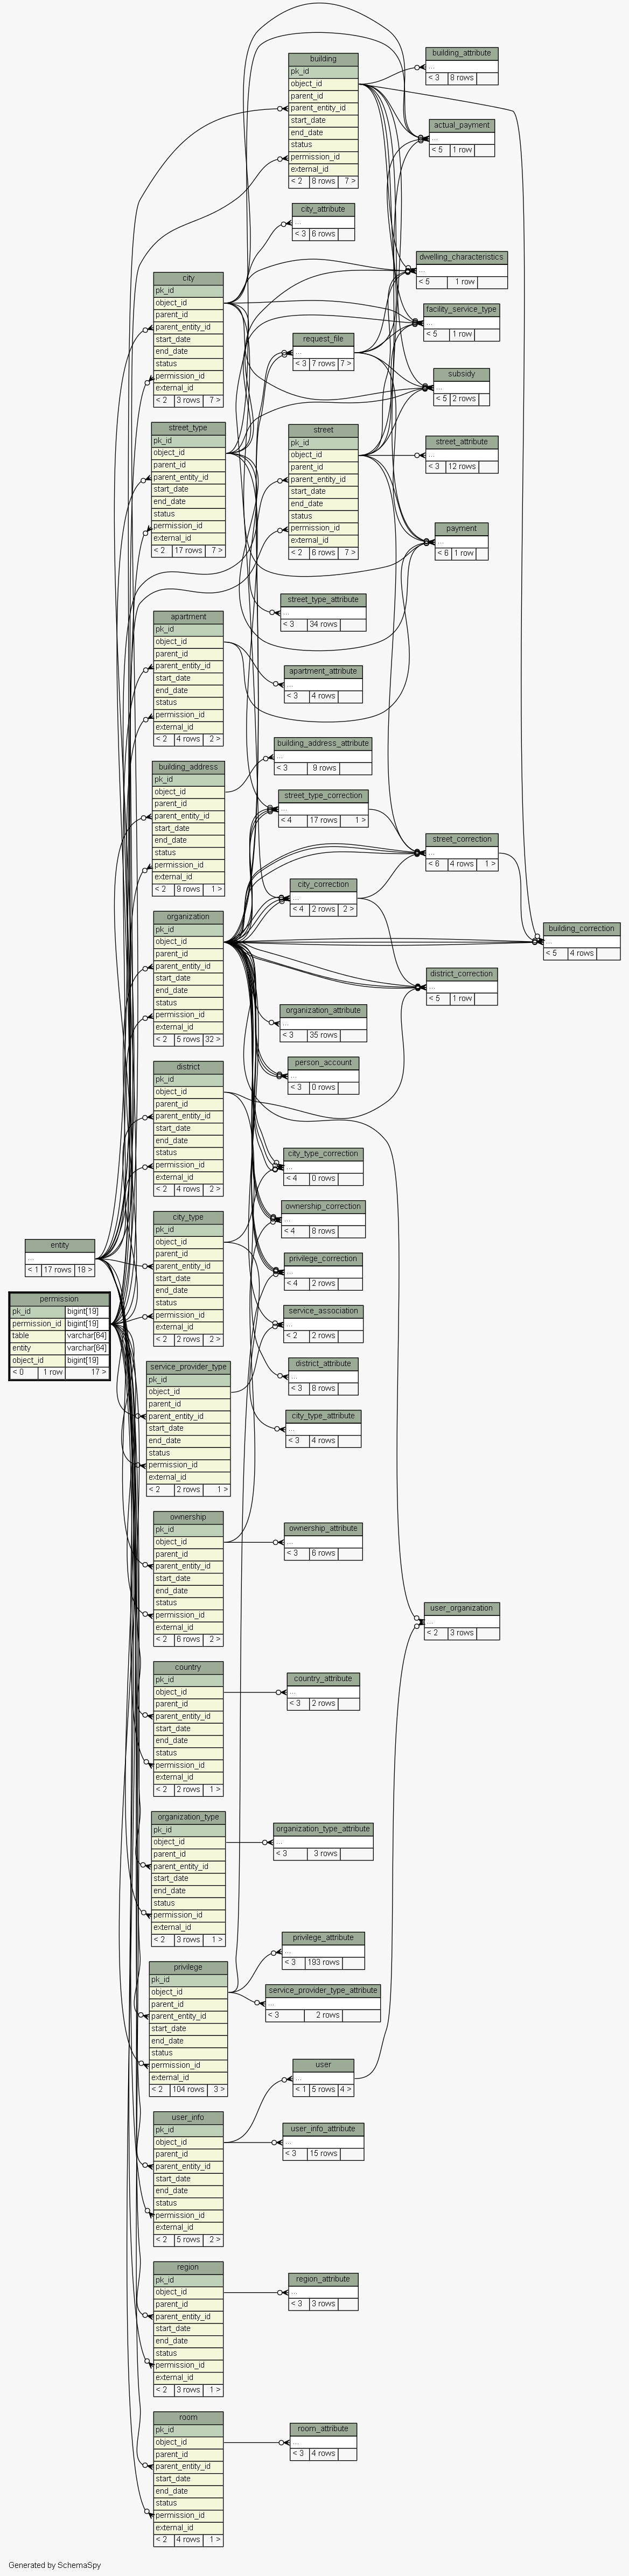 building
pk_id
object_id
parent_id
parent_entity_id
start_date
end_date
status
permission_id
external_id
< 2 8 rows 7 >
building_attribute
...
< 3 8 rows
actual_payment
...
< 5 1 row
city_attribute
...
< 3 6 rows
dwelling_characteristics
...
< 5 1 row
city
pk_id
object_id
parent_id
parent_entity_id
start_date
end_date
status
permission_id
external_id
< 2 3 rows 7 >
facility_service_type
...
< 5 1 row
request_file
...
< 3 7 rows 7 >
subsidy
...
< 5 2 rows
street_type
pk_id
object_id
parent_id
parent_entity_id
start_date
end_date
status
permission_id
external_id
< 2 17 rows 7 >
street
pk_id
object_id
parent_id
parent_entity_id
start_date
end_date
status
permission_id
external_id
< 2 6 rows 7 >
street_attribute
...
< 3 12 rows
payment
...
< 6 1 row
street_type_attribute
...
< 3 34 rows
apartment
pk_id
object_id
parent_id
parent_entity_id
start_date
end_date
status
permission_id
external_id
< 2 4 rows 2 >
apartment_attribute
...
< 3 4 rows
building_address_attribute
...
< 3 9 rows
building_address
pk_id
object_id
parent_id
parent_entity_id
start_date
end_date
status
permission_id
external_id
< 2 9 rows 1 >
street_type_correction
...
< 4 17 rows 1 >
street_correction
...
< 6 4 rows 1 >
city_correction
...
< 4 2 rows 2 >
building_correction
...
< 5 4 rows
organization
pk_id
object_id
parent_id
parent_entity_id
start_date
end_date
status
permission_id
external_id
< 2 5 rows 32 >
district_correction
...
< 5 1 row
organization_attribute
...
< 3 35 rows
person_account
...
< 3 0 rows
district
pk_id
object_id
parent_id
parent_entity_id
start_date
end_date
status
permission_id
external_id
< 2 4 rows 2 >
city_type_correction
...
< 4 0 rows
ownership_correction
...
< 4 8 rows
city_type
pk_id
object_id
parent_id
parent_entity_id
start_date
end_date
status
permission_id
external_id
< 2 2 rows 2 >
entity
...
< 1 17 rows 18 >
privilege_correction
...
< 4 2 rows
permission
pk_id bigint[19]
permission_id bigint[19]
table varchar[64]
entity varchar[64]
object_id bigint[19]
< 0 1 row 17 >
service_association
...
< 2 2 rows
district_attribute
...
< 3 8 rows
service_provider_type
pk_id
object_id
parent_id
parent_entity_id
start_date
end_date
status
permission_id
external_id
< 2 2 rows 1 >
city_type_attribute
...
< 3 4 rows
ownership
pk_id
object_id
parent_id
parent_entity_id
start_date
end_date
status
permission_id
external_id
< 2 6 rows 2 >
ownership_attribute
...
< 3 6 rows
user_organization
...
< 2 3 rows
country
pk_id
object_id
parent_id
parent_entity_id
start_date
end_date
status
permission_id
external_id
< 2 2 rows 1 >
country_attribute
...
< 3 2 rows
organization_type
pk_id
object_id
parent_id
parent_entity_id
start_date
end_date
status
permission_id
external_id
< 2 3 rows 1 >
organization_type_attribute
...
< 3 3 rows
privilege_attribute
...
< 3 193 rows
privilege
pk_id
object_id
parent_id
parent_entity_id
start_date
end_date
status
permission_id
external_id
< 2 104 rows 3 >
service_provider_type_attribute
...
< 3 2 rows
user
...
< 1 5 rows 4 >
user_info
pk_id
object_id
parent_id
parent_entity_id
start_date
end_date
status
permission_id
external_id
< 2 5 rows 2 >
user_info_attribute
...
< 3 15 rows
region
pk_id
object_id
parent_id
parent_entity_id
start_date
end_date
status
permission_id
external_id
< 2 3 rows 1 >
region_attribute
...
< 3 3 rows
room
pk_id
object_id
parent_id
parent_entity_id
start_date
end_date
status
permission_id
external_id
< 2 4 rows 1 >
room_attribute
...
< 3 4 rows
Generated by SchemaSpy